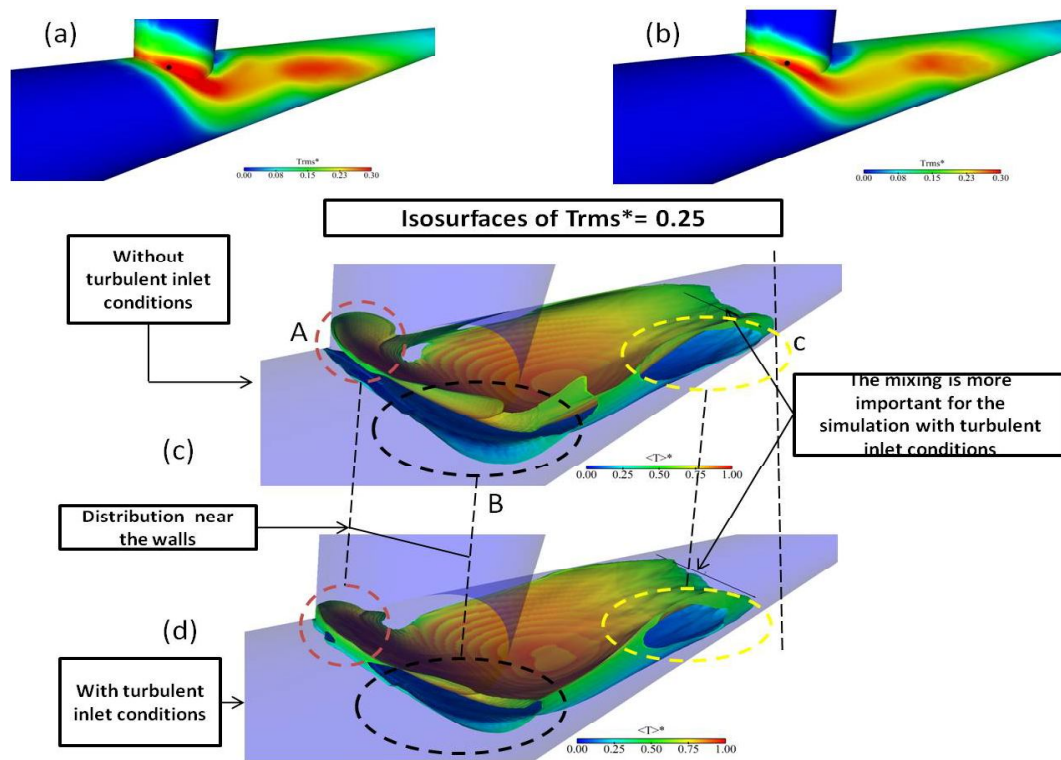 (a)
(b)
Trms*
0.00 0.08 0.15 0.23 0.30
Trms*
0.00 0.08 0.15 0.23 0.30
Isosurfaces of Trms*= 0.25
Without
turbulent inlet
conditions
A
c
The mixing is more
important for the
simulation with turbulent
inlet conditions
(c)
<T>*
0.00 0.25 0.50 0.75 1.00
B
Distribution near
the walls
(d)
With turbulent
inlet conditions
<T>*
0.00 0.25 0.50 0.75 1.00